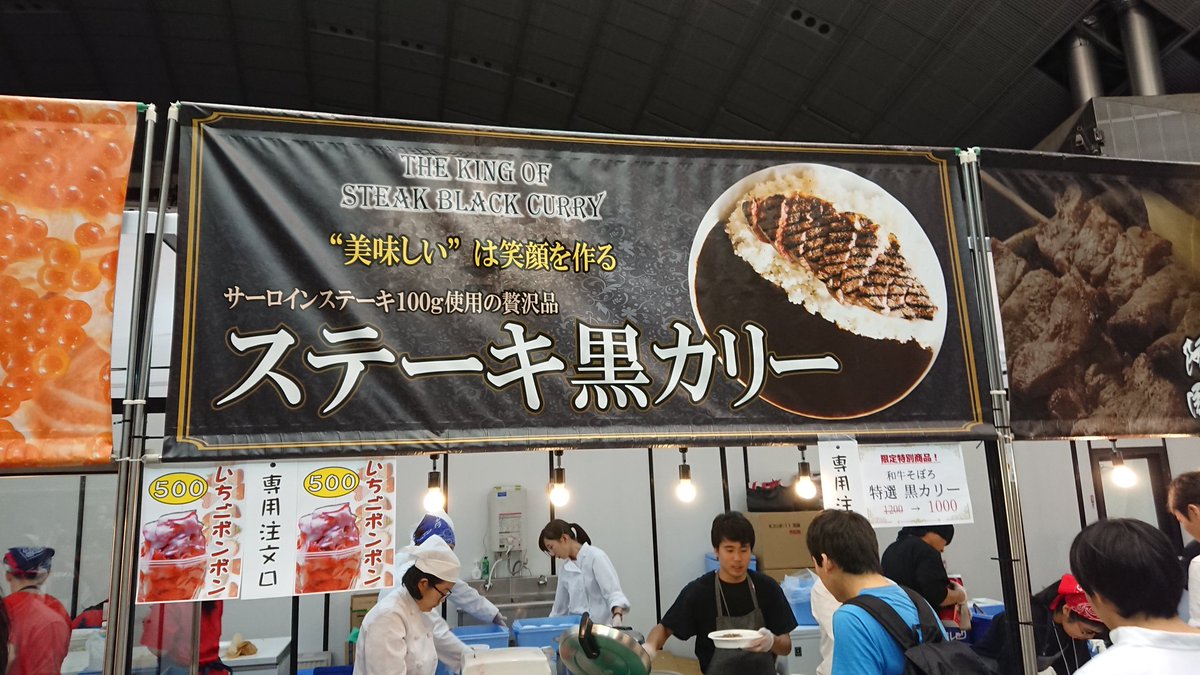 THE KING OF
STEAK BLACK CURRY
“美味しい”は笑顔を作る
サーロインステーキ100g使用の贅沢品
ステーキ黒カリー
500
いちごボンボン
・専用注文口
500
いちごボンボン
・専用注
限定特別商品！
和牛そぼろ
特選 黒カリー
1200 → 1000